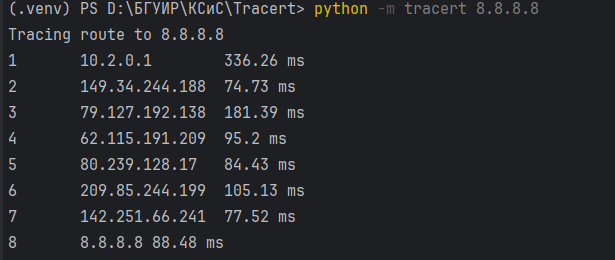 (.venv) PS D:\БГУИР\КСиС\Tracert> python -m tracert 8.8.8.8
Tracing route to 8.8.8.8
1 10.2.0.1 336.26 ms
2 149.34.244.188 74.73 ms
3 79.127.192.138 181.39 ms
4 62.115.191.209 95.2 ms
5 80.239.128.17 84.43 ms
6 209.85.244.199 105.13 ms
7 142.251.66.241 77.52 ms
8 8.8.8.8 88.48 ms